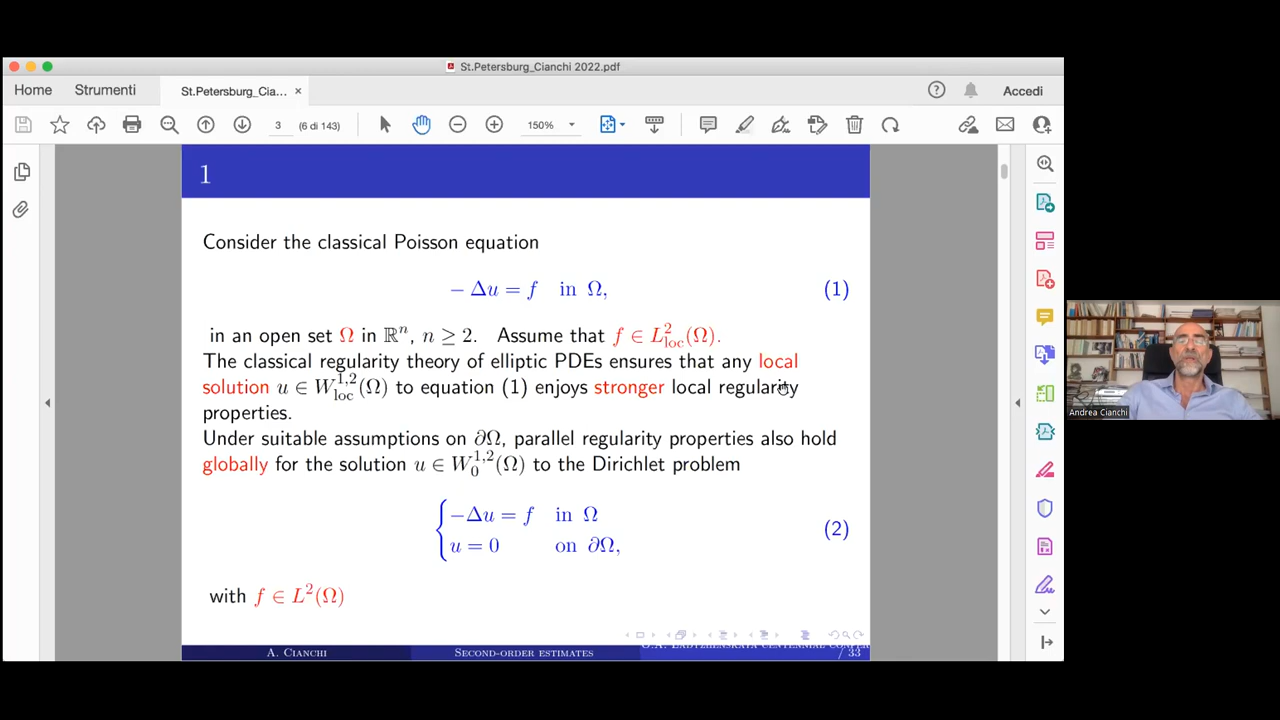 St.Petersburg_Cianchi 2022.pdf
Home
Strumenti
St.Petersburg_Cia... ×
Accedi
3 (6 di 143)
150%
1
Consider the classical Poisson equation
− Δu = f in Ω, (1)
in an open set Ω in ℝⁿ, n ≥ 2. Assume that f ∈ L²_loc(Ω).
The classical regularity theory of elliptic PDEs ensures that any local
solution u ∈ W^{1,2}_loc(Ω) to equation (1) enjoys stronger local regularity
properties.
Under suitable assumptions on ∂Ω, parallel regularity properties also hold
globally for the solution u ∈ W^{1,2}_0(Ω) to the Dirichlet problem
{ −Δu = f in Ω
u = 0 on ∂Ω, (2)
with f ∈ L²(Ω)
A. Cianchi
Second-order estimates
/ 33
Andrea Cianchi